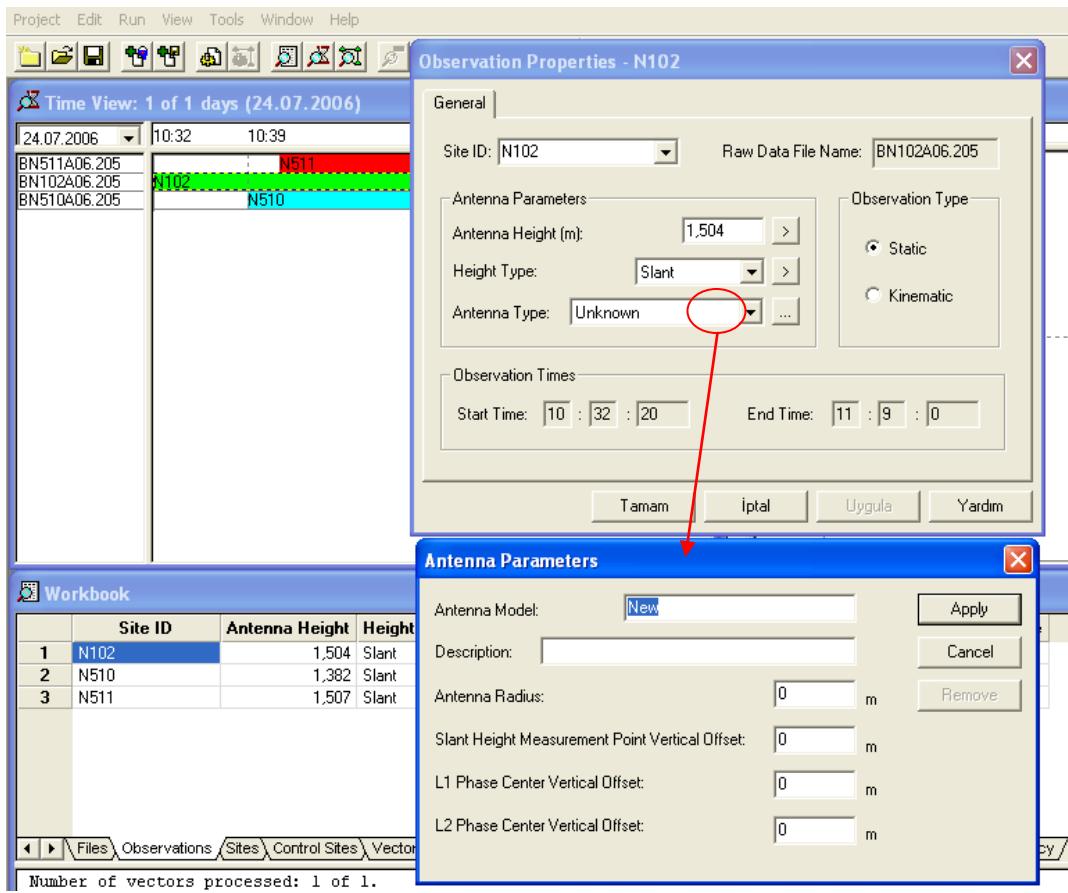 Project Edit Run View Tools Window Help
Time View: 1 of 1 days (24.07.2006)
24.07.2006 10:32 10:39
BN511A06.205 N511
BN102A06.205 N102
BN510A06.205 N510
Observation Properties - N102
General
Site ID: N102 Raw Data File Name: BN102A06.205
Antenna Parameters
Antenna Height (m): 1,504 >
Height Type: Slant >
Antenna Type: Unknown ...
Observation Type
Static
Kinematic
Observation Times
Start Time: 10 : 32 : 20 End Time: 11 : 9 : 0
Tamam İptal Uygula Yardım
Workbook
Site ID Antenna Height Height
1 N102 1,504 Slant
2 N510 1,382 Slant
3 N511 1,507 Slant
Files Observations Sites Control Sites Vector
cy
Number of vectors processed: 1 of 1.
Antenna Parameters
Antenna Model: New Apply
Description: Cancel
Antenna Radius: 0 m Remove
Slant Height Measurement Point Vertical Offset: 0 m
L1 Phase Center Vertical Offset: 0 m
L2 Phase Center Vertical Offset: 0 m